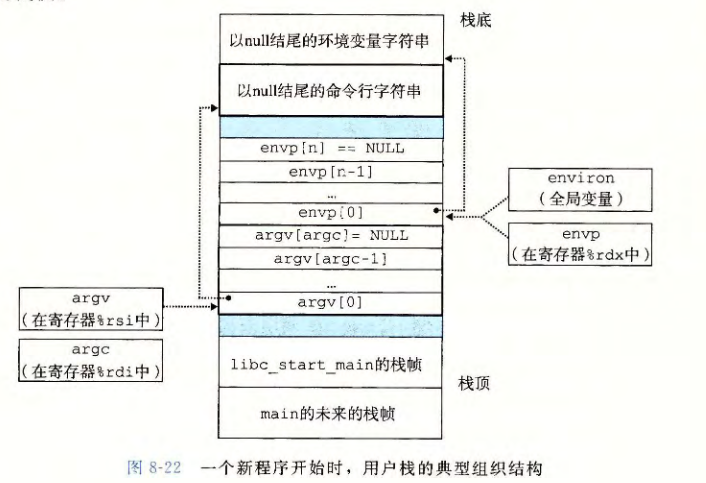 栈底
以null结尾的环境变量字符串
以null结尾的命令行字符串
envp[n] == NULL
envp[n-1]
…
envp[0]
argv[argc]= NULL
argv[argc-1]
…
argv[0]
environ
(全局变量)
envp
(在寄存器%rdx中)
argv
(在寄存器%rsi中)
argc
(在寄存器%rdi中)
libc_start_main的栈帧
栈顶
main的未来的栈帧
图 8-22 一个新程序开始时，用户栈的典型组织结构